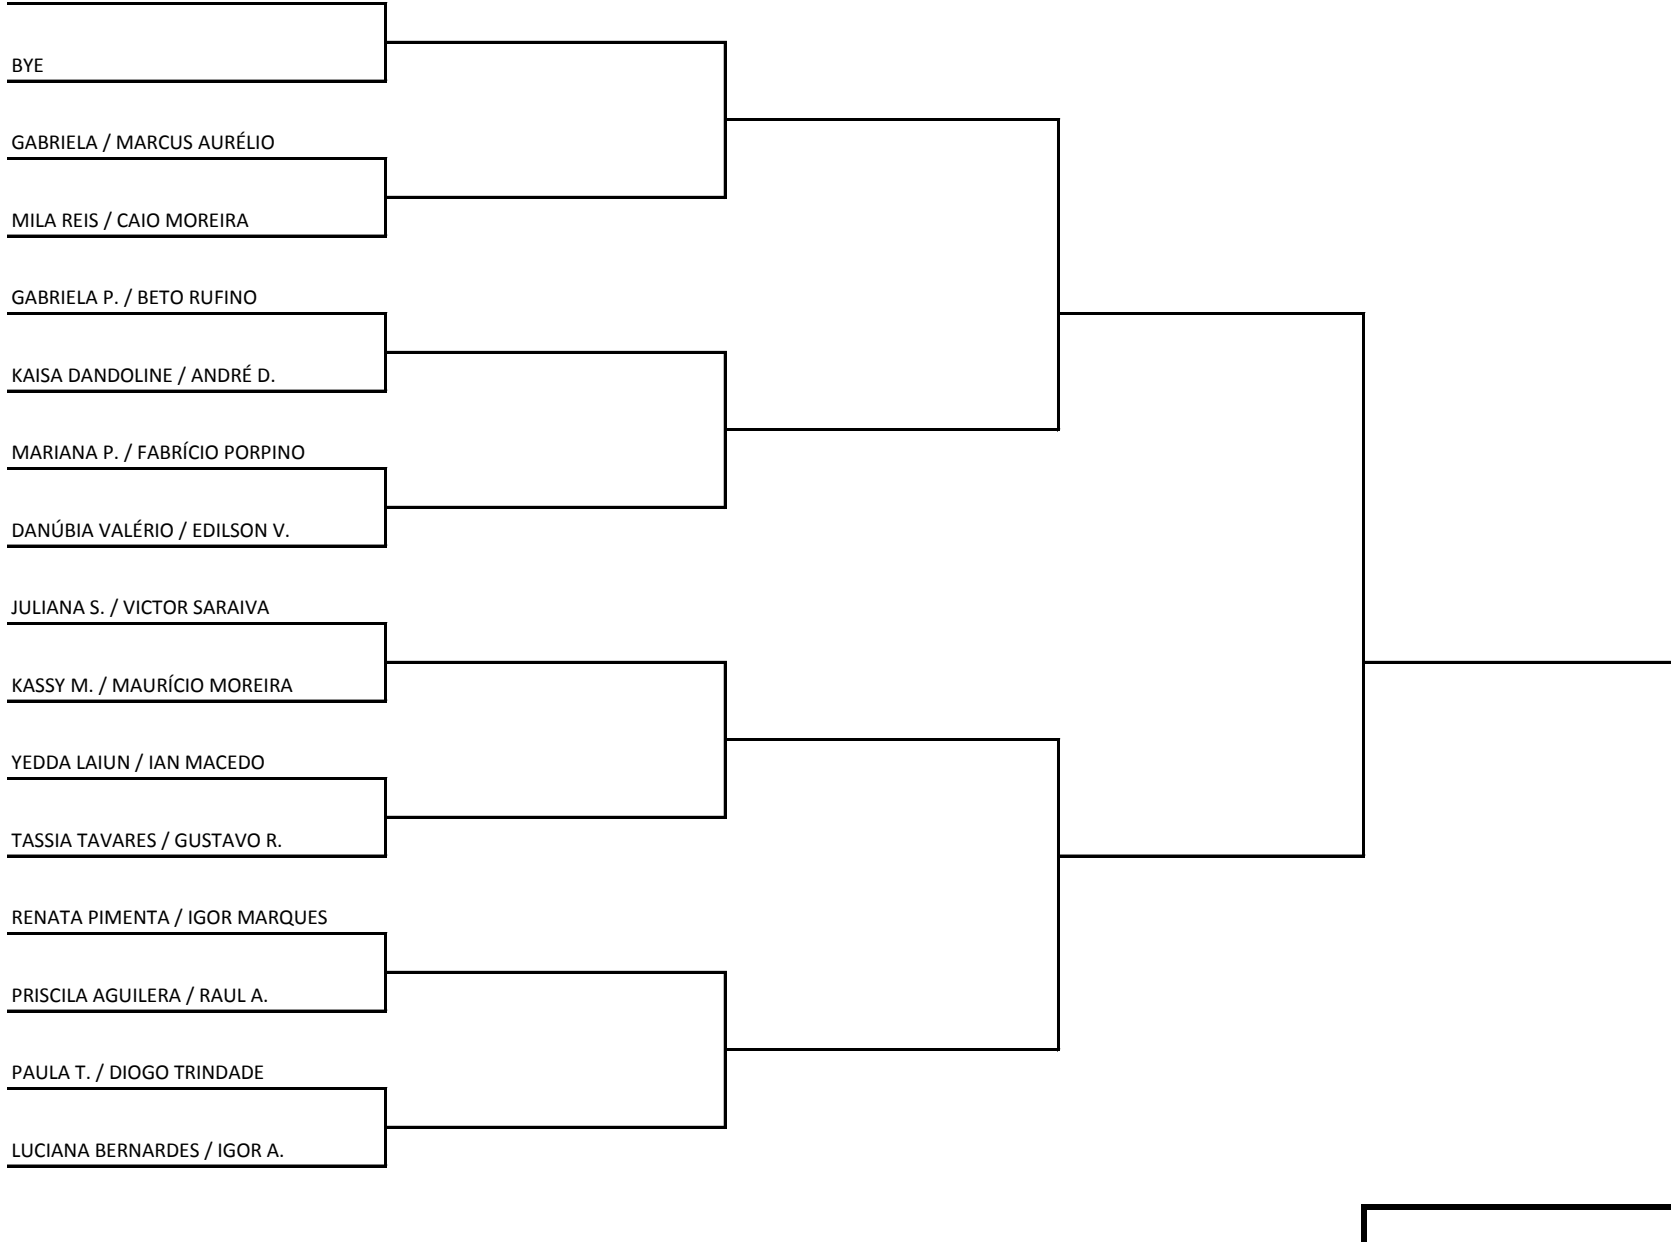 BYE
GABRIELA / MARCUS AURÉLIO
MILA REIS / CAIO MOREIRA
GABRIELA P. / BETO RUFINO
KAISA DANDOLINE / ANDRÉ D.
MARIANA P. / FABRÍCIO PORPINO
DANÚBIA VALÉRIO / EDILSON V.
JULIANA S. / VICTOR SARAIVA
KASSY M. / MAURÍCIO MOREIRA
YEDDA LAIUN / IAN MACEDO
TASSIA TAVARES / GUSTAVO R.
RENATA PIMENTA / IGOR MARQUES
PRISCILA AGUILERA / RAUL A.
PAULA T. / DIOGO TRINDADE
LUCIANA BERNARDES / IGOR A.